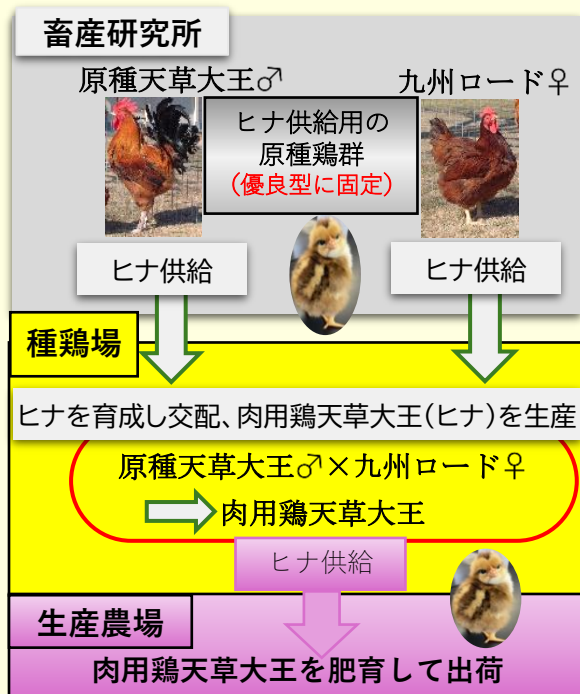 畜産研究所
原種天草大王♂
九州ロード♀
ヒナ供給用の
原種鶏群
(優良型に固定)
ヒナ供給
ヒナ供給
種鶏場
ヒナを育成し交配、肉用鶏天草大王(ヒナ)を生産
原種天草大王♂×九州ロード♀
肉用鶏天草大王
ヒナ供給
生産農場
肉用鶏天草大王を肥育して出荷